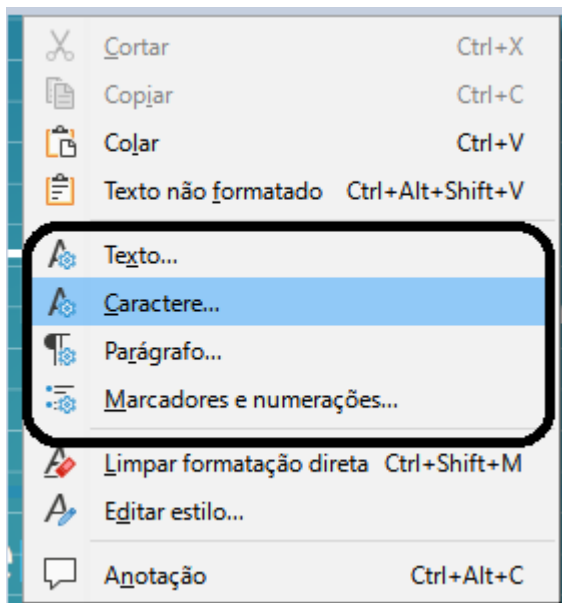 Cortar Ctrl+X
Copiar Ctrl+C
Colar Ctrl+V
Texto não formatado Ctrl+Alt+Shift+V
Texto...
Caractere...
Parágrafo...
Marcadores e numerações...
Limpar formatação direta Ctrl+Shift+M
Editar estilo...
Anotação Ctrl+Alt+C